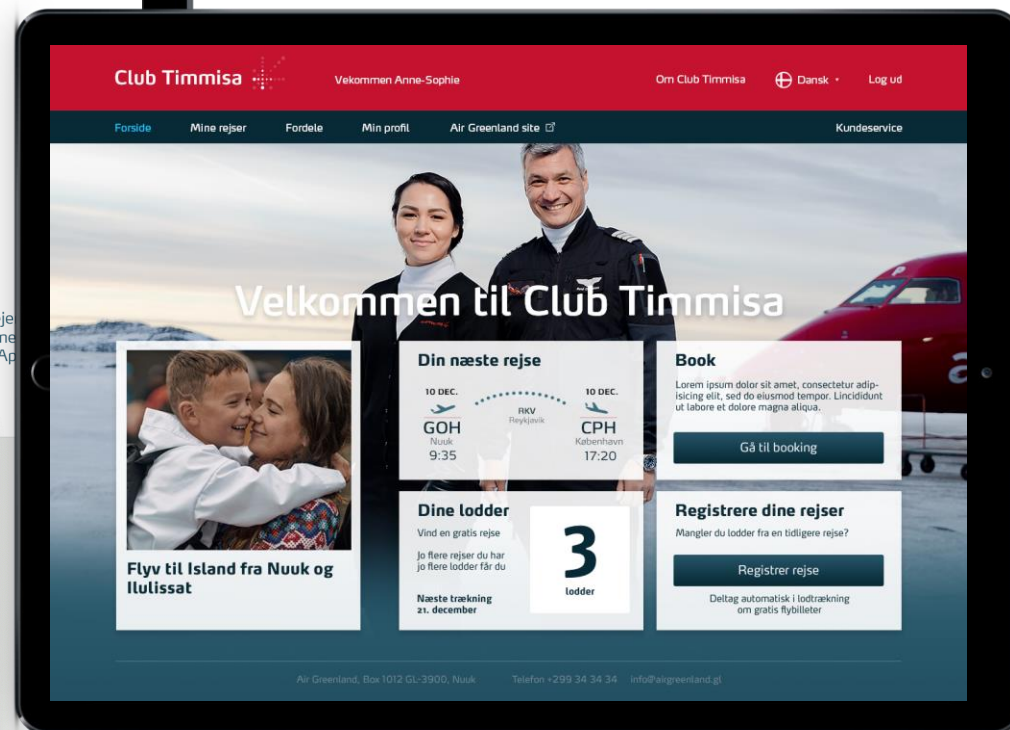 Club Timmisa
Vekommen Anne-Sophie
Om Club Timmisa
Dansk
Log ud
Forside
Mine rejser
Fordele
Min profil
Air Greenland site
Kundeservice
Velkommen til Club Timmisa
Flyv til Island fra Nuuk og
Ilulissat
Din næste rejse
10 DEC.
GOH
Nuuk
9:35
RKV
Reykjavik
10 DEC.
CPH
København
17:20
Book
Lorem ipsum dolor sit amet, consectetur adip-
isicing elit, sed do eiusmod tempor. Lincididunt
ut labore et dolore magna aliqua.
Gå til booking
Dine lodder
Vind en gratis rejse
Jo flere rejser du har
jo flere lodder får du
Næste trækning
21. december
3
lodder
Registrere dine rejser
Mangler du lodder fra en tidligere rejse?
Registrer rejse
Deltag automatisk i lodtrækning
om gratis flybilletter
Air Greenland, Box 1012 GL-3900, Nuuk
Telefon +299 34 34 34
info@airgreenland.gl